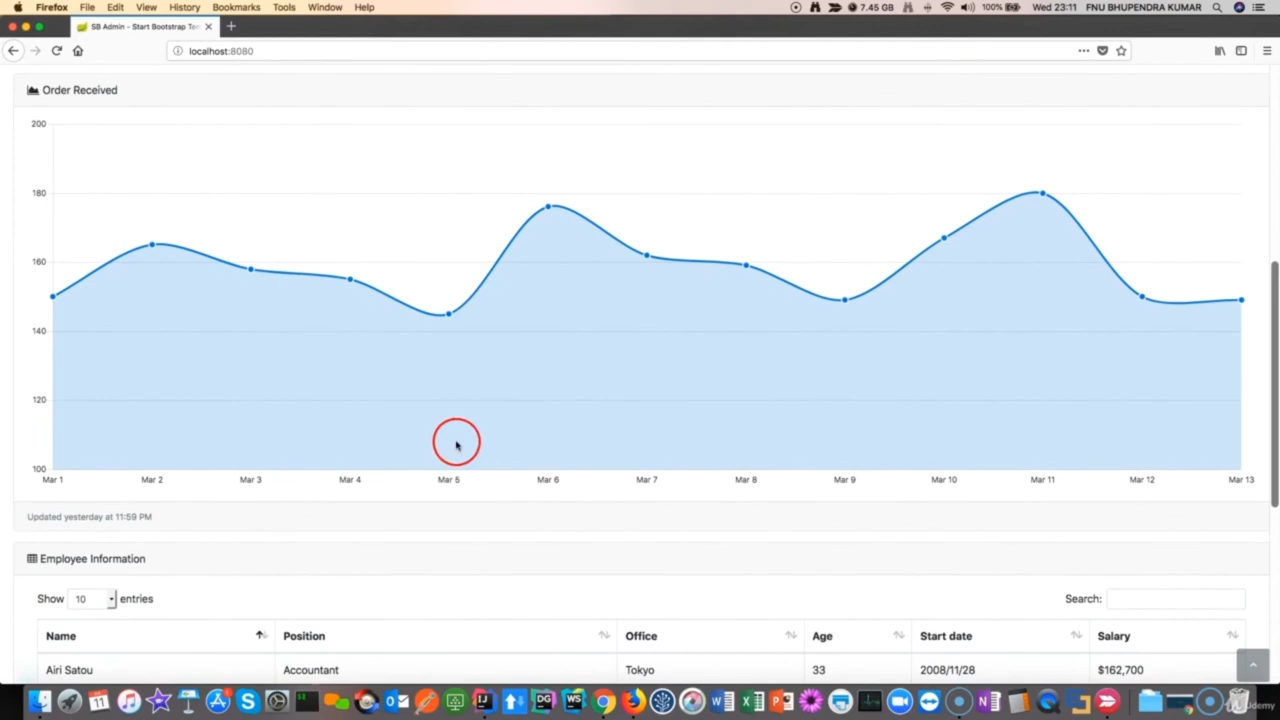 Firefox File Edit View History Bookmarks Tools Window Help 7.45 GB 100% Wed 23:11 FNU BHUPENDRA KUMAR
SB Admin - Start Bootstrap Te
localhost:8080
Order Received
200
180
160
140
120
100
Mar 1 Mar 2 Mar 3 Mar 4 Mar 5 Mar 6 Mar 7 Mar 8 Mar 9 Mar 10 Mar 11 Mar 12 Mar 13
Updated yesterday at 11:59 PM
Employee Information
Show 10 entries Search:
Name Position Office Age Start date Salary
Airi Satou Accountant Tokyo 33 2008/11/28 $162,700
Udemy